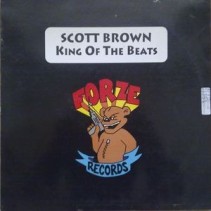 SCOTT BROWN
KING OF THE BEATS
FORZE
RECORDS